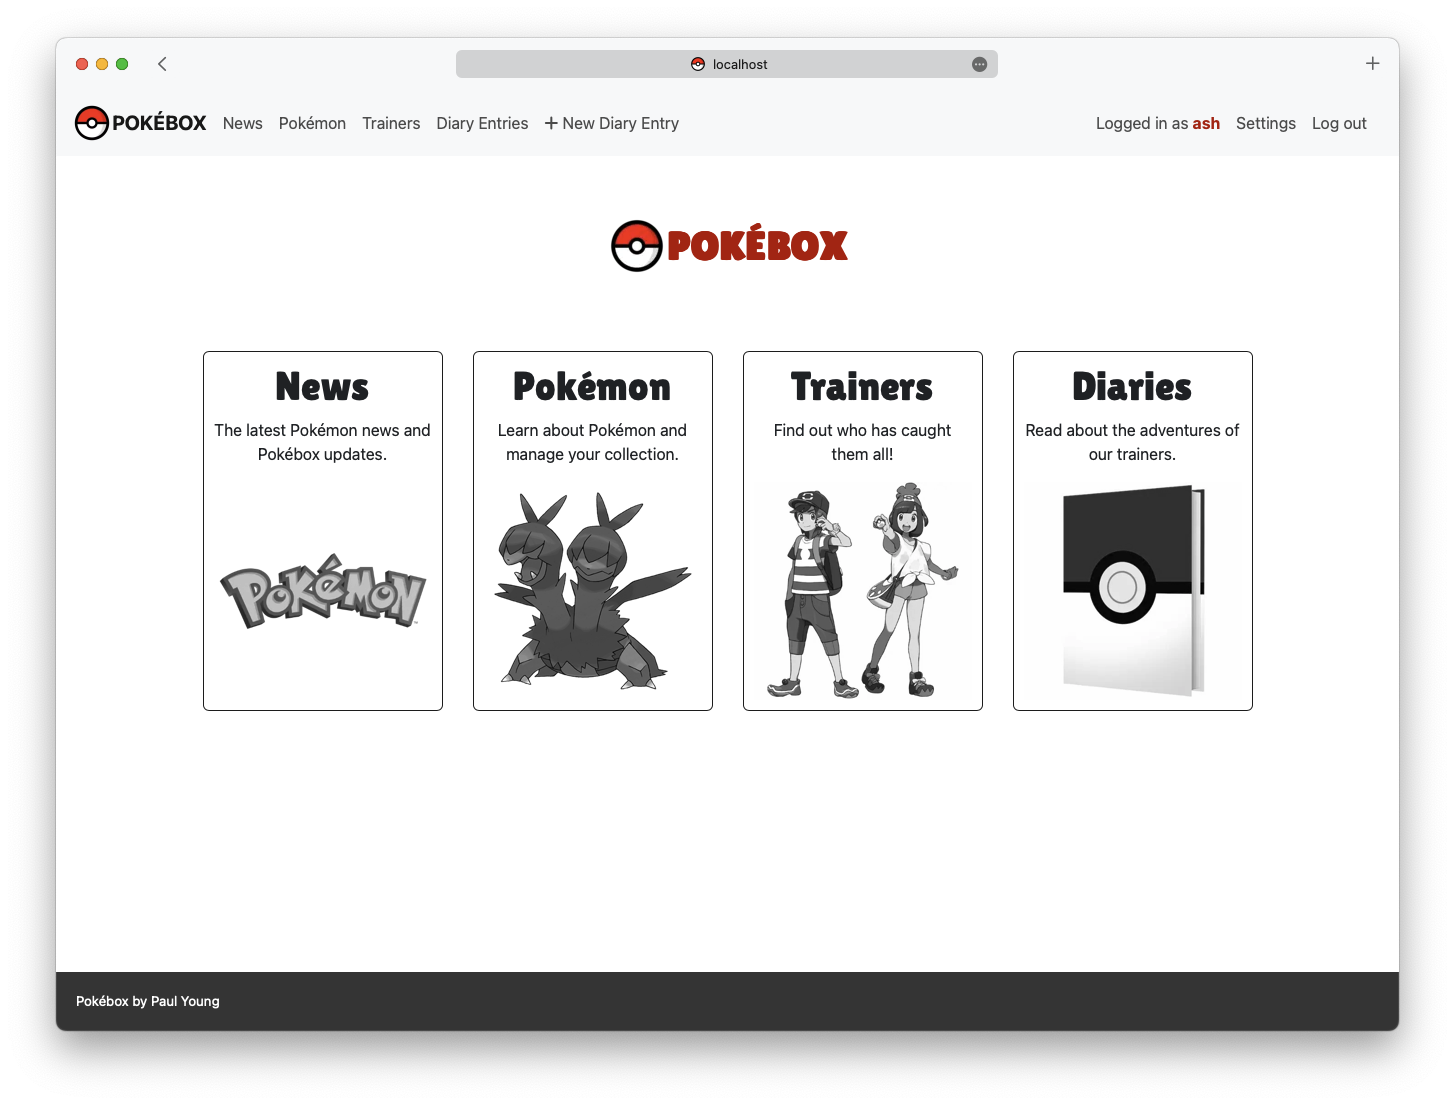 localhost
POKÉBOX News Pokémon Trainers Diary Entries + New Diary Entry Logged in as ash Settings Log out
POKÉBOX
News
The latest Pokémon news and
Pokébox updates.
POKéMON
Pokémon
Learn about Pokémon and
manage your collection.
Trainers
Find out who has caught
them all!
Diaries
Read about the adventures of
our trainers.
Pokébox by Paul Young